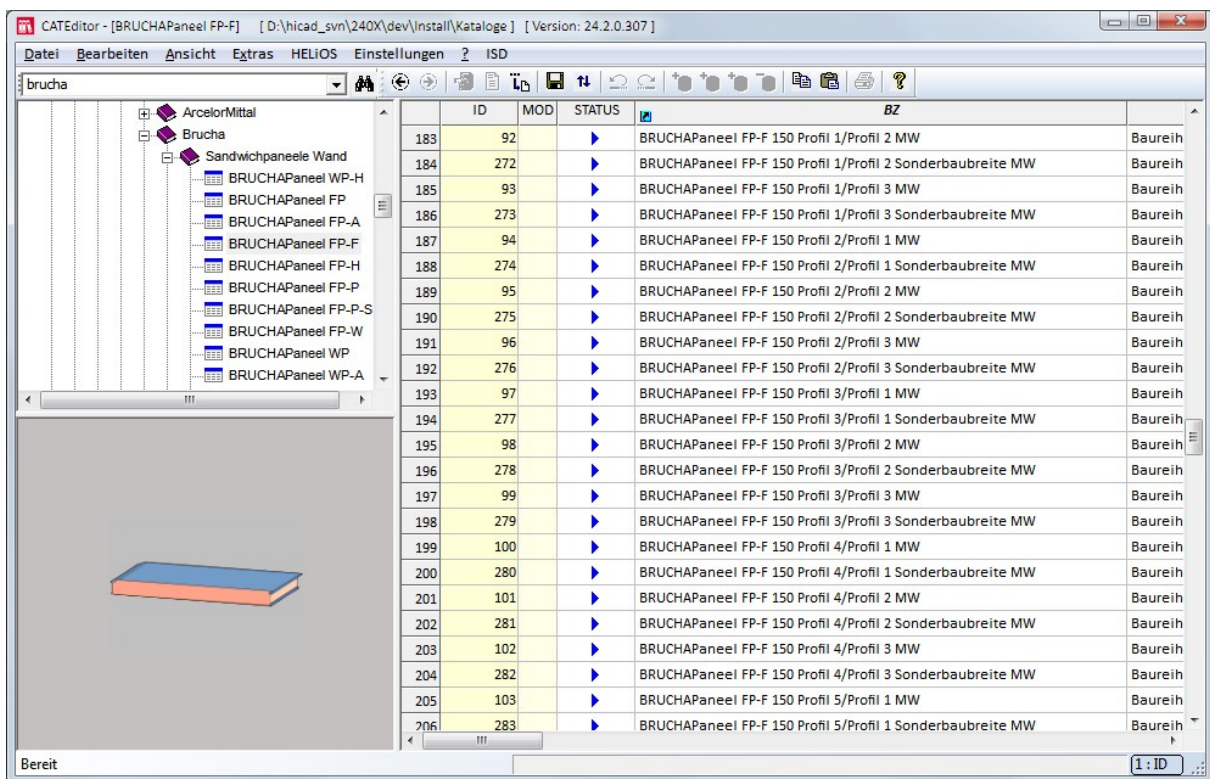 CATEditor - [BRUCHAPaneel FP-F] [ D:\hicad_svn\240X\dev\Install\Kataloge ] [ Version: 24.2.0.307 ]
Datei Bearbeiten Ansicht Extras HELiOS Einstellungen ? ISD
brucha
ArcelorMittal
Brucha
Sandwichpaneele Wand
BRUCHAPaneel WP-H
BRUCHAPaneel FP
BRUCHAPaneel FP-A
BRUCHAPaneel FP-F
BRUCHAPaneel FP-H
BRUCHAPaneel FP-P
BRUCHAPaneel FP-P-S
BRUCHAPaneel FP-W
BRUCHAPaneel WP
BRUCHAPaneel WP-A
ID MOD STATUS BZ
183 92 BRUCHAPaneel FP-F 150 Profil 1/Profil 2 MW Baureih
184 272 BRUCHAPaneel FP-F 150 Profil 1/Profil 2 Sonderbaubreite MW Baureih
185 93 BRUCHAPaneel FP-F 150 Profil 1/Profil 3 MW Baureih
186 273 BRUCHAPaneel FP-F 150 Profil 1/Profil 3 Sonderbaubreite MW Baureih
187 94 BRUCHAPaneel FP-F 150 Profil 2/Profil 1 MW Baureih
188 274 BRUCHAPaneel FP-F 150 Profil 2/Profil 1 Sonderbaubreite MW Baureih
189 95 BRUCHAPaneel FP-F 150 Profil 2/Profil 2 MW Baureih
190 275 BRUCHAPaneel FP-F 150 Profil 2/Profil 2 Sonderbaubreite MW Baureih
191 96 BRUCHAPaneel FP-F 150 Profil 2/Profil 3 MW Baureih
192 276 BRUCHAPaneel FP-F 150 Profil 2/Profil 3 Sonderbaubreite MW Baureih
193 97 BRUCHAPaneel FP-F 150 Profil 3/Profil 1 MW Baureih
194 277 BRUCHAPaneel FP-F 150 Profil 3/Profil 1 Sonderbaubreite MW Baureih
195 98 BRUCHAPaneel FP-F 150 Profil 3/Profil 2 MW Baureih
196 278 BRUCHAPaneel FP-F 150 Profil 3/Profil 2 Sonderbaubreite MW Baureih
197 99 BRUCHAPaneel FP-F 150 Profil 3/Profil 3 MW Baureih
198 279 BRUCHAPaneel FP-F 150 Profil 3/Profil 3 Sonderbaubreite MW Baureih
199 100 BRUCHAPaneel FP-F 150 Profil 4/Profil 1 MW Baureih
200 280 BRUCHAPaneel FP-F 150 Profil 4/Profil 1 Sonderbaubreite MW Baureih
201 101 BRUCHAPaneel FP-F 150 Profil 4/Profil 2 MW Baureih
202 281 BRUCHAPaneel FP-F 150 Profil 4/Profil 2 Sonderbaubreite MW Baureih
203 102 BRUCHAPaneel FP-F 150 Profil 4/Profil 3 MW Baureih
204 282 BRUCHAPaneel FP-F 150 Profil 4/Profil 3 Sonderbaubreite MW Baureih
205 103 BRUCHAPaneel FP-F 150 Profil 5/Profil 1 MW Baureih
206 283 BRUCHAPaneel FP-F 150 Profil 5/Profil 1 Sonderbaubreite MW Baureih
Bereit
1 : ID